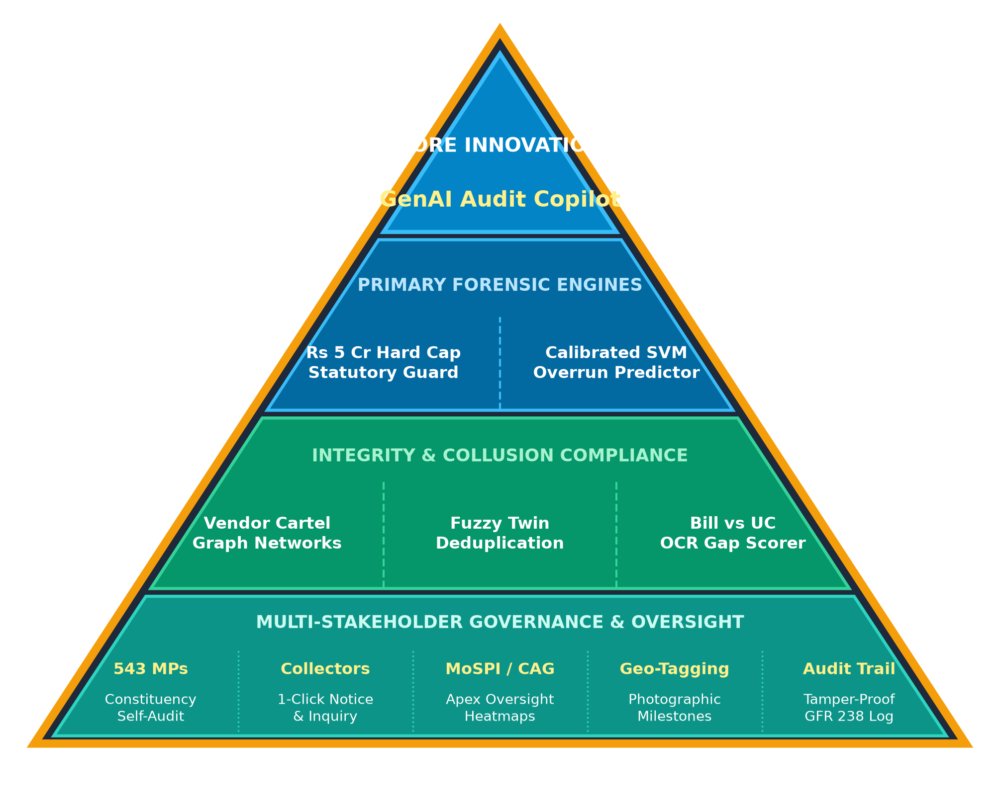 ORE INNOVATIO
GenAI Audit Copilot
PRIMARY FORENSIC ENGINES
Rs 5 Cr Hard Cap
Statutory Guard
Calibrated SVM
Overrun Predictor
INTEGRITY & COLLUSION COMPLIANCE
Vendor Cartel
Graph Networks
Fuzzy Twin
Deduplication
Bill vs UC
OCR Gap Scorer
MULTI-STAKEHOLDER GOVERNANCE & OVERSIGHT
543 MPs
Constituency
Self-Audit
Collectors
1-Click Notice
& Inquiry
MoSPI / CAG
Apex Oversight
Heatmaps
Geo-Tagging
Photographic
Milestones
Audit Trail
Tamper-Proof
GFR 238 Log